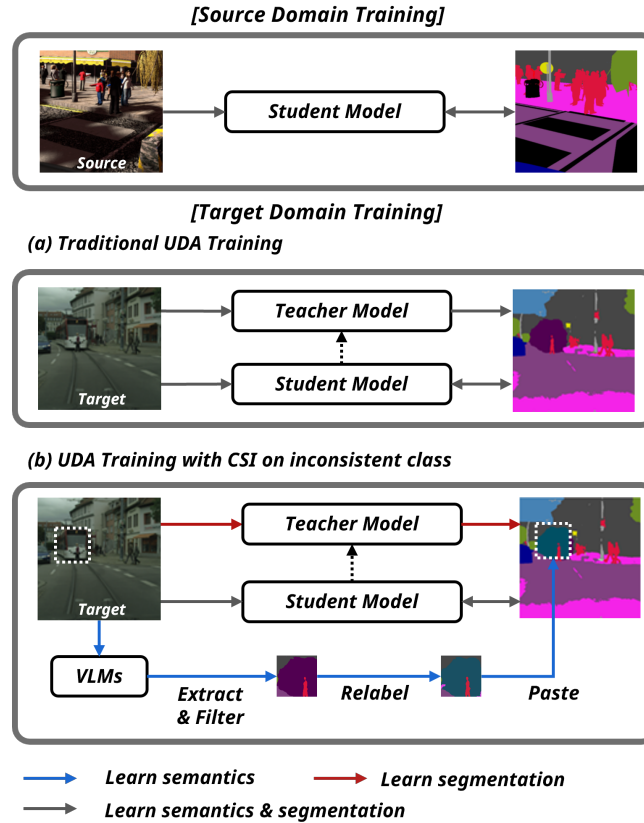 [Source Domain Training]
Student Model
Source
[Target Domain Training]
(a) Traditional UDA Training
Teacher Model
Student Model
Target
(b) UDA Training with CSI on inconsistent class
Teacher Model
Student Model
Target
VLMs
Extract
& Filter
Relabel
Paste
Learn semantics
Learn segmentation
Learn semantics & segmentation